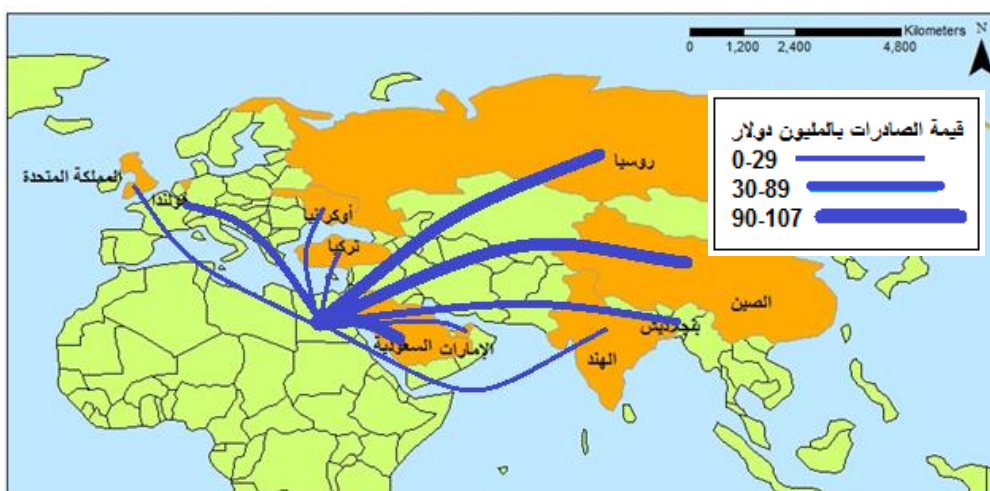 Kilometers
N
0 1,200 2,400 4,800
قيمة الصادرات بالمليون دولار
0-29
30-89
90-107
روسيا
المملكة المتحدة
هولندا
أوكرانيا
تركيا
الصين
بنجلاديش
السعودية
الإمارات
الهند